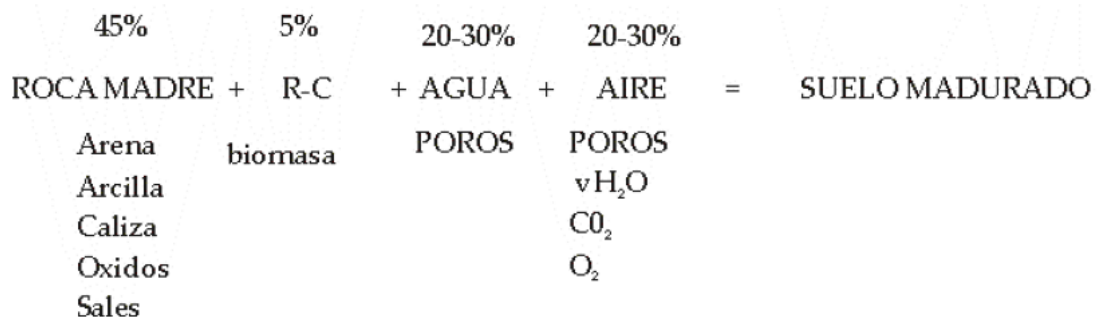 45% 5% 20-30% 20-30%
ROCA MADRE + R-C + AGUA + AIRE = SUELO MADURADO
Arena biomasa POROS POROS
Arcilla vH₂O
Caliza C0₂
Oxidos O₂
Sales